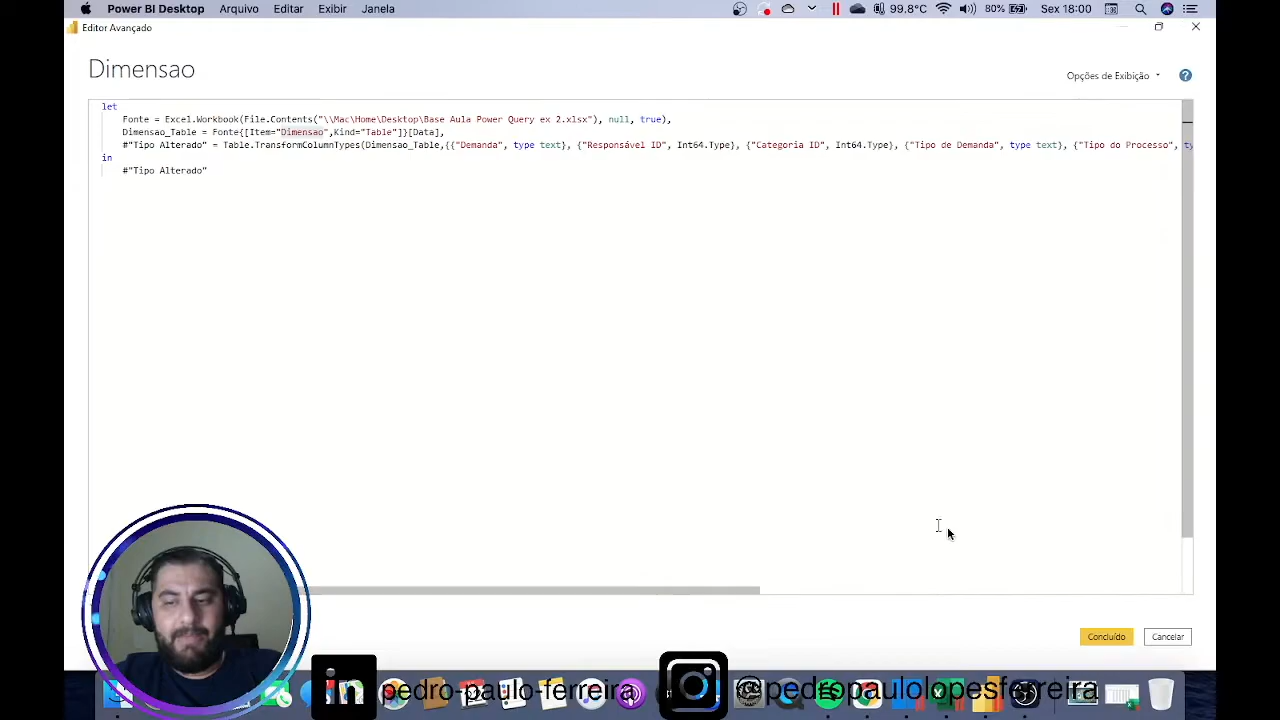 Power BI Desktop Arquivo Editar Exibir Janela 99.8°C 80% Sex 18:00
Editor Avançado
Dimensao
Opções de Exibição
?
let
Fonte = Excel.Workbook(File.Contents("\\Mac\Home\Desktop\Base Aula Power Query ex 2.xlsx"), null, true),
Dimensao_Table = Fonte{[Item="Dimensao",Kind="Table"]}[Data],
#"Tipo Alterado" = Table.TransformColumnTypes(Dimensao_Table,{{"Demanda", type text}, {"Responsável ID", Int64.Type}, {"Categoria ID", Int64.Type}, {"Tipo de Demanda", type text}, {"Tipo do Processo", ty
in
#"Tipo Alterado"
Concluído Cancelar
in pedro-paulo-ferreira @pedropaulolopesferreira